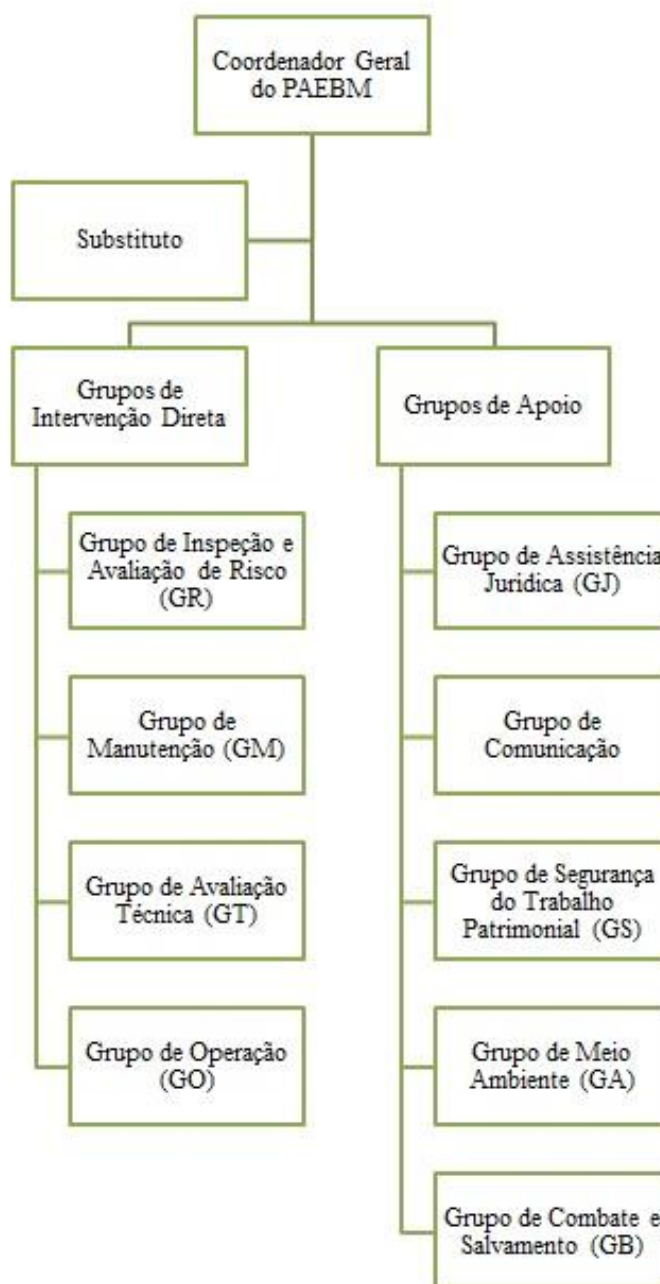 Coordenador Geral
do PAEBM
Substituto
Grupos de
Intervenção Direta
Grupo de Inspeção e
Avaliação de Risco
(GR)
Grupo de
Manutenção (GM)
Grupo de Avaliação
Técnica (GT)
Grupo de Operação
(GO)
Grupos de Apoio
Grupo de Assistência
Jurídica (GJ)
Grupo de
Comunicação
Grupo de Segurança
do Trabalho
Patrimonial (GS)
Grupo de Meio
Ambiente (GA)
Grupo de Combate e
Salvamento (GB)